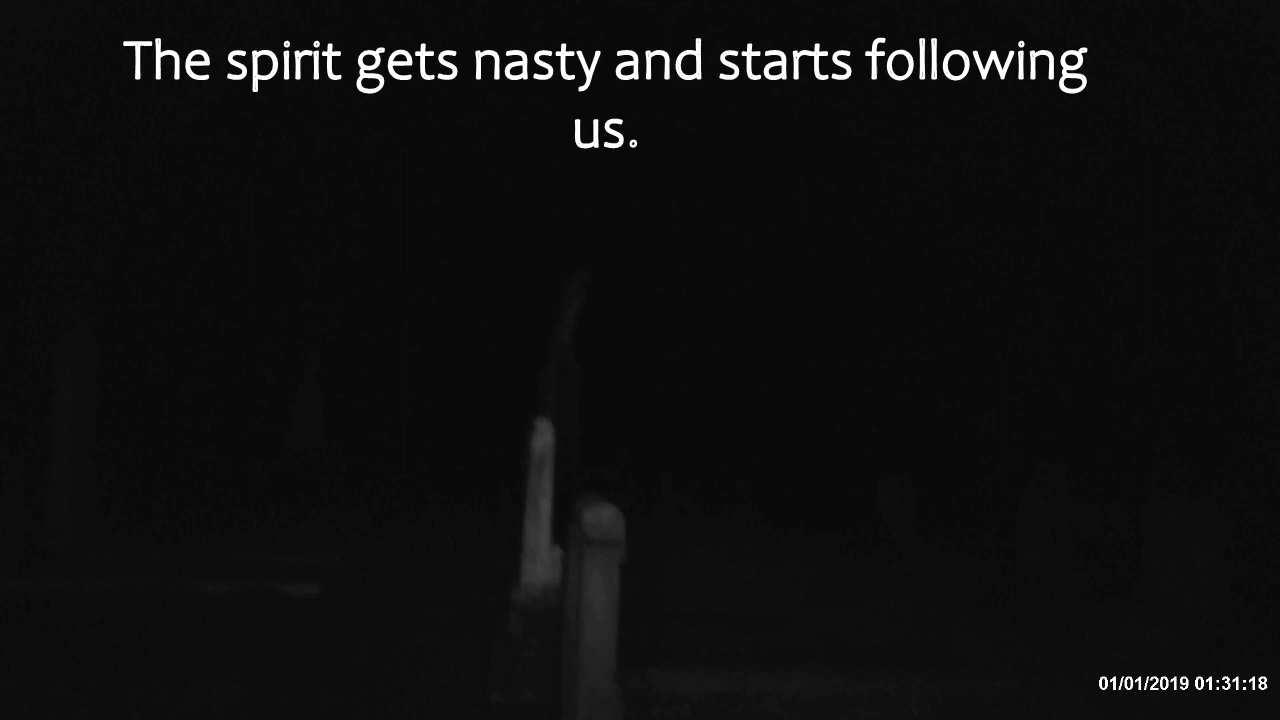 The spirit gets nasty and starts following
us.
01/01/2019 01:31:18